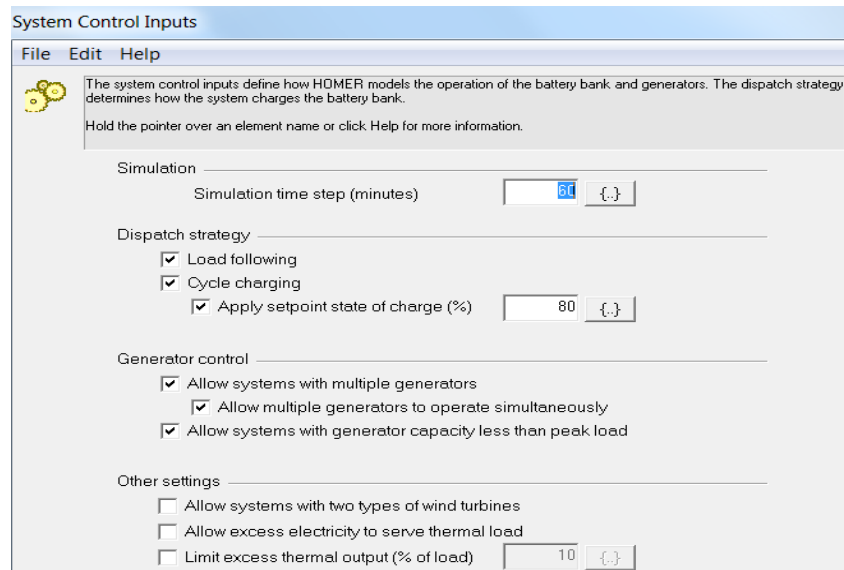 System Control Inputs
File Edit Help
The system control inputs define how HOMER models the operation of the battery bank and generators. The dispatch strategy
determines how the system charges the battery bank.
Hold the pointer over an element name or click Help for more information.
Simulation
Simulation time step (minutes) 60 {..}
Dispatch strategy
Load following
Cycle charging
Apply setpoint state of charge (%) 80 {..}
Generator control
Allow systems with multiple generators
Allow multiple generators to operate simultaneously
Allow systems with generator capacity less than peak load
Other settings
Allow systems with two types of wind turbines
Allow excess electricity to serve thermal load
Limit excess thermal output (% of load) 10 {..}